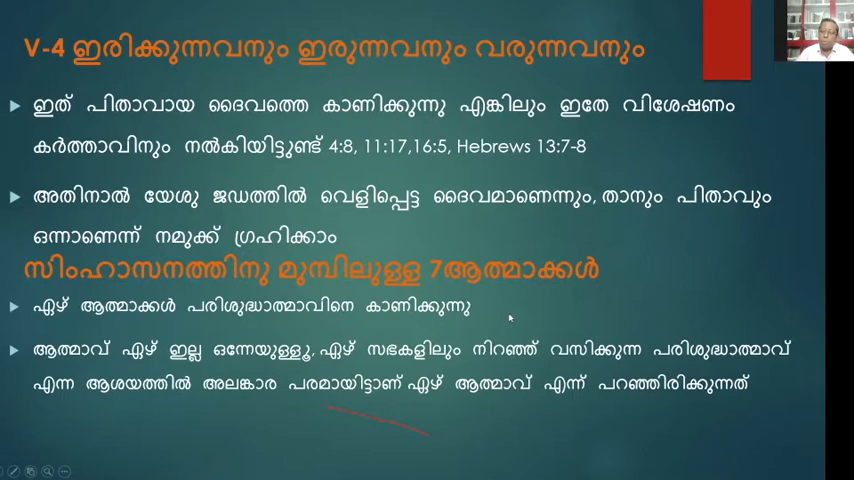 V-4 ഇരിക്കുന്നവനും ഇരുന്നവനും വരുന്നവനും
ഇത് പിതാവായ ദൈവത്തെ കാണിക്കുന്നു എങ്കിലും ഇതേ വിശേഷണം
കർത്താവിനും നൽകിയിട്ടുണ്ട് 4:8, 11:17,16:5, Hebrews 13:7-8
അതിനാൽ യേശു ജഡത്തിൽ വെളിപ്പെട്ട ദൈവമാണെന്നും, താനും പിതാവും
ഒന്നാണെന്ന് നമുക്ക് ഗ്രഹിക്കാം
സിംഹാസനത്തിനു മുമ്പിലുള്ള 7ആത്മാക്കൾ
ഏഴ് ആത്മാക്കൾ പരിശുദ്ധാത്മാവിനെ കാണിക്കുന്നു
ആത്മാവ് ഏഴ് ഇല്ല ഒന്നേയുള്ളൂ, ഏഴ് സഭകളിലും നിറഞ്ഞ് വസിക്കുന്ന പരിശുദ്ധാത്മാവ്
എന്ന ആശയത്തിൽ അലങ്കാര പരമായിട്ടാണ് ഏഴ് ആത്മാവ് എന്ന് പറഞ്ഞിരിക്കുന്നത്